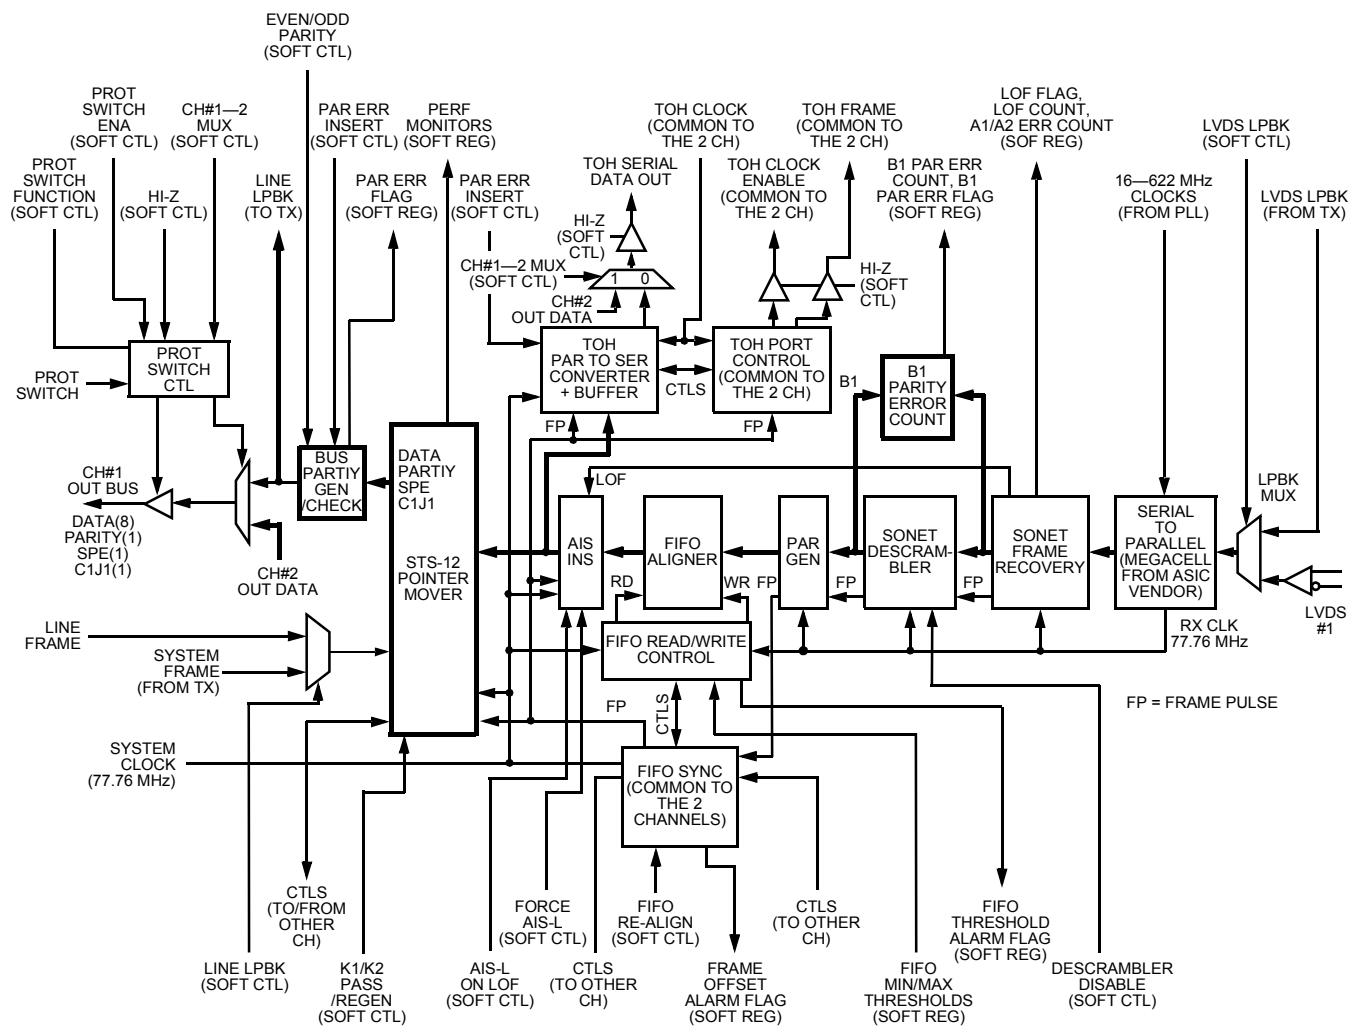 EVEN/ODD
PARITY
(SOFT CTL)
PROT
SWITCH
ENA
(SOFT CTL)
CH#1—2
MUX
(SOFT CTL)
PAR ERR
INSERT
(SOFT CTL)
PERF
MONITORS
(SOFT REG)
TOH CLOCK
(COMMON TO
THE 2 CH)
TOH FRAME
(COMMON TO
THE 2 CH)
LOF FLAG,
LOF COUNT,
A1/A2 ERR COUNT
(SOF REG)
LVDS LPBK
(SOFT CTL)
PROT
SWITCH
FUNCTION
(SOFT CTL)
HI-Z
(SOFT CTL)
LINE
LPBK
(TO TX)
PAR ERR
FLAG
(SOFT REG)
PAR ERR
INSERT
(SOFT CTL)
TOH SERIAL
DATA OUT
TOH CLOCK
ENABLE
(COMMON TO
THE 2 CH)
B1 PAR ERR
COUNT, B1
PAR ERR FLAG
(SOFT REG)
16—622 MHz
CLOCKS
(FROM PLL)
LVDS LPBK
(FROM TX)
HI-Z
(SOFT
CTL)
CH#1—2 MUX
(SOFT CTL)
1 0
HI-Z
(SOFT
CTL)
CH#2
OUT DATA
PROT
SWITCH
CTL
PROT
SWITCH
TOH
PAR TO SER
CONVERTER
+ BUFFER
CTLS
TOH PORT
CONTROL
(COMMON TO
THE 2 CH)
B1
B1
PARITY
ERROR
COUNT
FP
FP
BUS
PARTIY
GEN
/CHECK
DATA
PARTIY
SPE
C1J1
STS-12
POINTER
MOVER
CH#1
OUT BUS
DATA(8)
PARITY(1)
SPE(1)
C1J1(1)
CH#2
OUT DATA
LOF
AIS
INS
FIFO
ALIGNER
PAR
GEN
SONET
DESCRAM-
BLER
SONET
FRAME
RECOVERY
SERIAL
TO
PARALLEL
(MEGACELL
FROM ASIC
VENDOR)
LPBK
MUX
RD
WR
FP
FP
FP
LVDS
#1
RX CLK
77.76 MHz
LINE
FRAME
SYSTEM
FRAME
(FROM TX)
FIFO READ/WRITE
CONTROL
FP = FRAME PULSE
FP
CTLS
SYSTEM
CLOCK
(77.76 MHz)
FIFO SYNC
(COMMON TO
THE 2
CHANNELS)
CTLS
(TO/FROM
OTHER
CH)
FORCE
AIS-L
(SOFT CTL)
FIFO
RE-ALIGN
(SOFT CTL)
CTLS
(TO OTHER
CH)
FIFO
THRESHOLD
ALARM FLAG
(SOFT REG)
LINE LPBK
(SOFT CTL)
K1/K2
PASS
/REGEN
(SOFT CTL)
AIS-L
ON LOF
(SOFT CTL)
CTLS
(TO OTHER
CH)
FRAME
OFFSET
ALARM FLAG
(SOFT REG)
FIFO
MIN/MAX
THRESHOLDS
(SOFT REG)
DESCRAMBLER
DISABLE
(SOFT CTL)